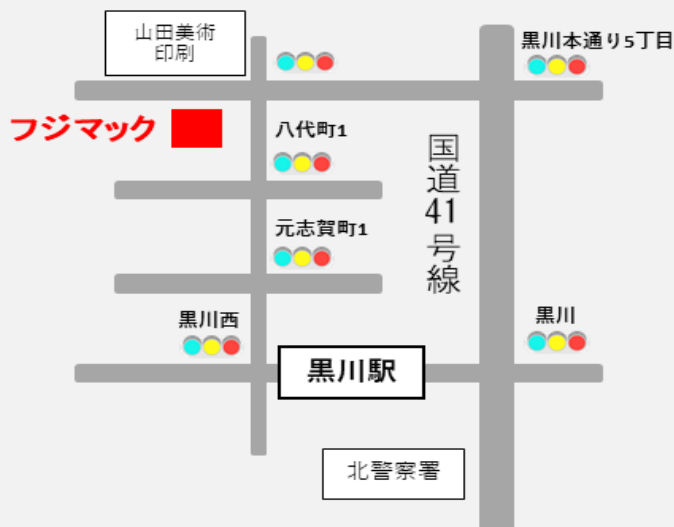 山田美術
印刷
黒川本通り5丁目
フジマック
八代町1
国道41号線
元志賀町1
黒川西
黒川
黒川駅
北警察署